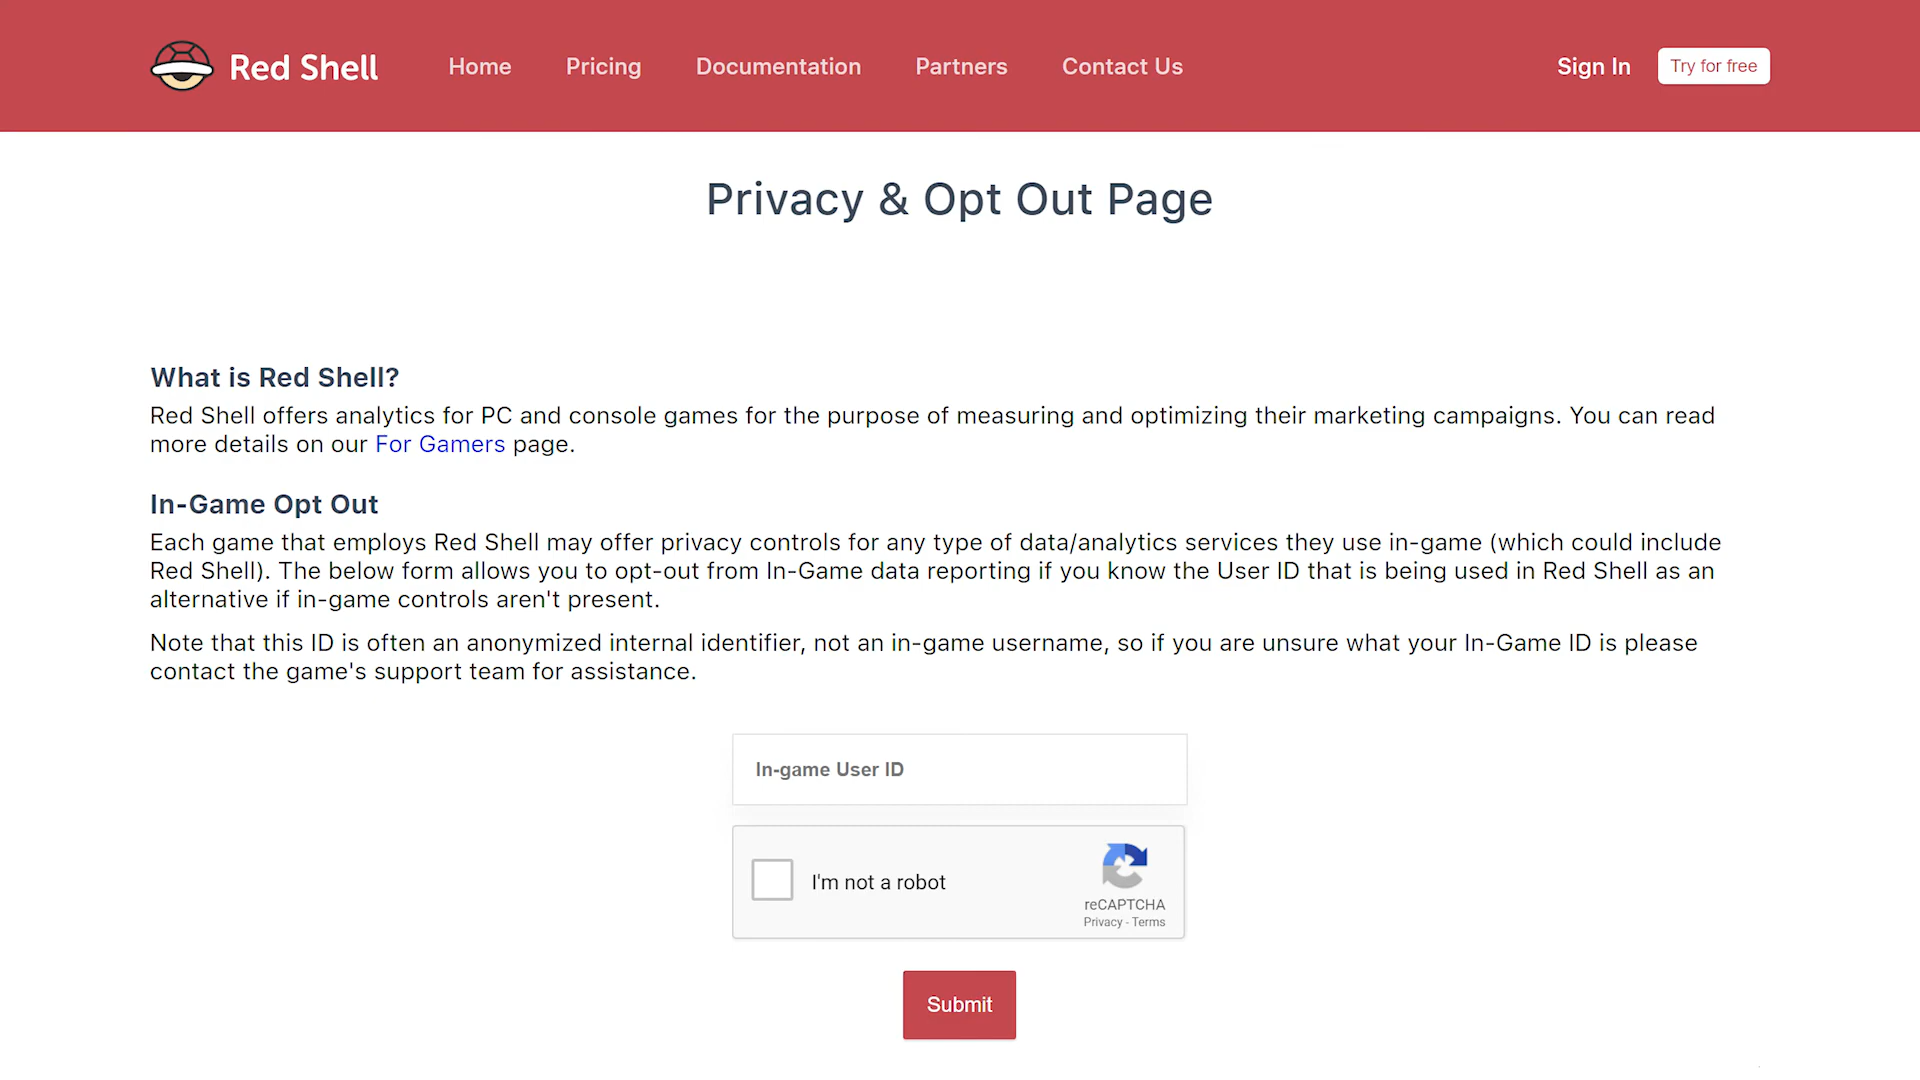 Red Shell Home Pricing Documentation Partners Contact Us Sign In Try for free
Privacy & Opt Out Page
What is Red Shell?
Red Shell offers analytics for PC and console games for the purpose of measuring and optimizing their marketing campaigns. You can read
more details on our For Gamers page.
In-Game Opt Out
Each game that employs Red Shell may offer privacy controls for any type of data/analytics services they use in-game (which could include
Red Shell). The below form allows you to opt-out from In-Game data reporting if you know the User ID that is being used in Red Shell as an
alternative if in-game controls aren't present.
Note that this ID is often an anonymized internal identifier, not an in-game username, so if you are unsure what your In-Game ID is please
contact the game's support team for assistance.
In-game User ID
I'm not a robot
reCAPTCHA
Privacy - Terms
Submit